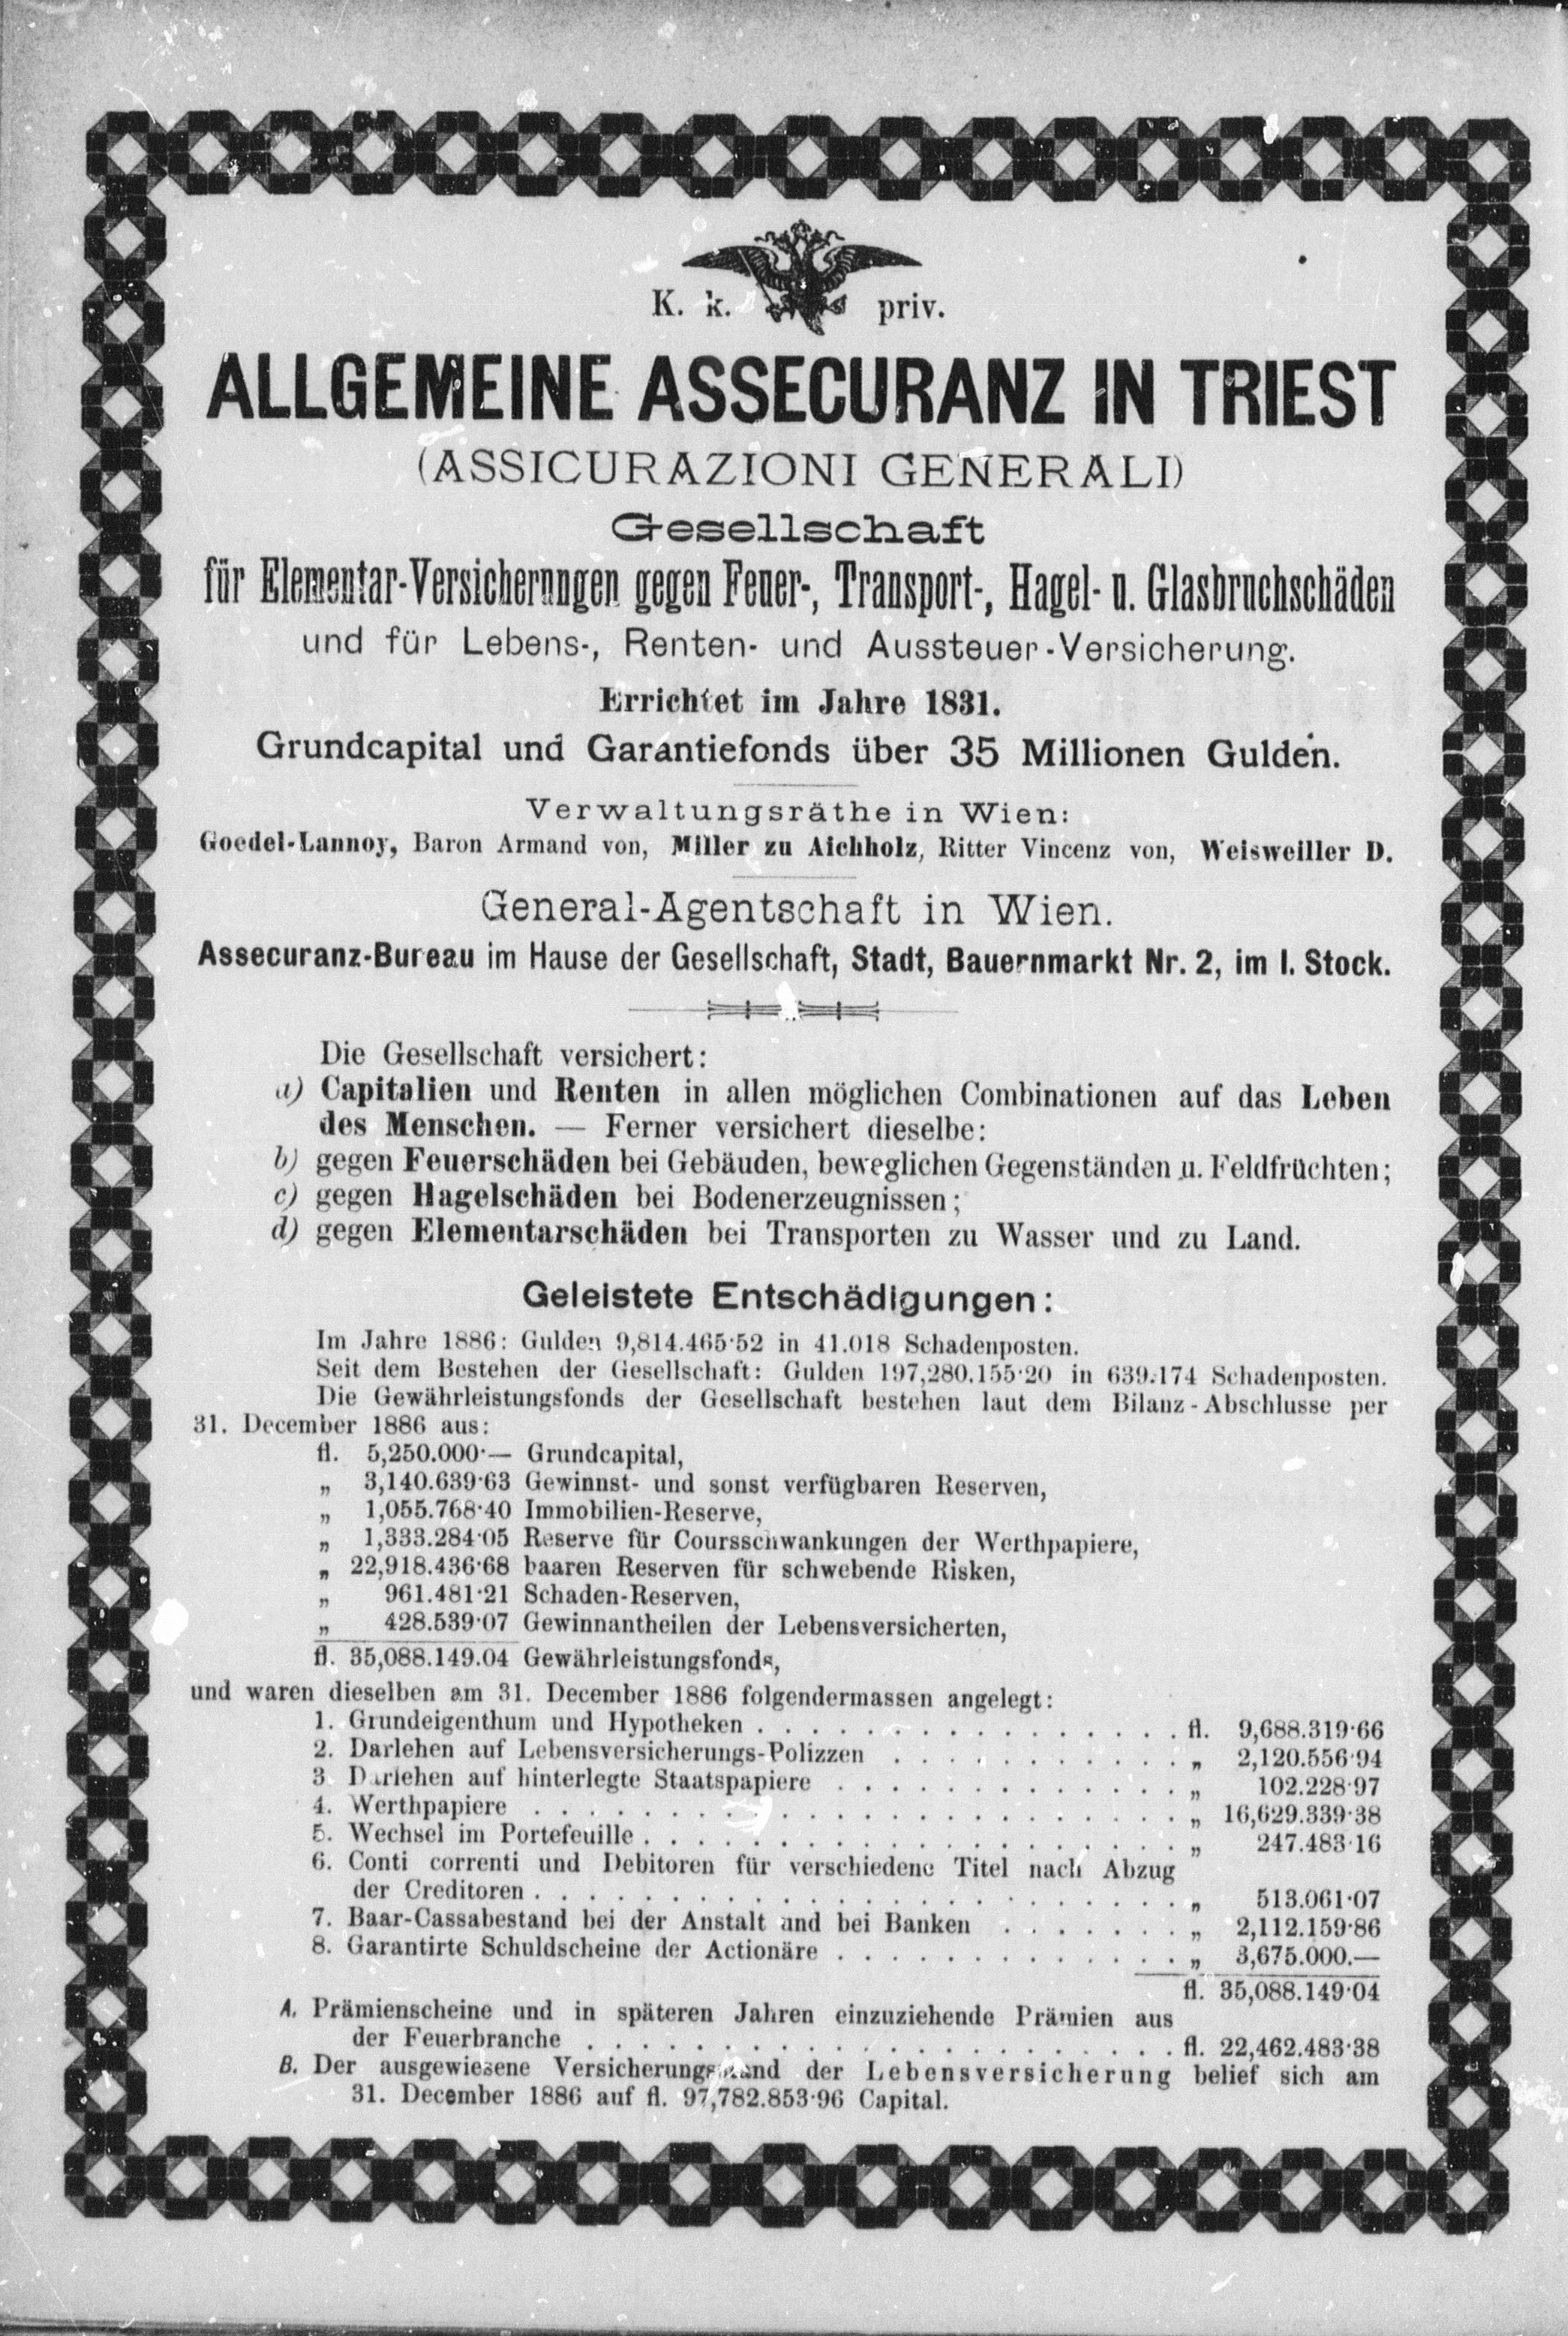 K. k. priv.
ALLGEMEINE ASSECURANZ IN TRIEST
(ASSICURAZIONI GENERALI)
Gesellschaft
für Elementar-Versicherungen gegen Feuer-, Transport-, Hagel- u. Glasbruchschäden
und für Lebens-, Renten- und Aussteuer-Versicherung.
Errichtet im Jahre 1831.
Grundcapital und Garantiefonds über 35 Millionen Gulden.
Verwaltungsräthe in Wien:
Goedel-Lannoy, Baron Armand von, Miller zu Aichholz, Ritter Vincenz von, Weisweiller D.
General-Agentschaft in Wien.
Assecuranz-Bureau im Hause der Gesellschaft, Stadt, Bauernmarkt Nr. 2, im I. Stock.
Die Gesellschaft versichert:
a) Capitalien und Renten in allen möglichen Combinationen auf das Leben
des Menschen. — Ferner versichert dieselbe:
b) gegen Feuerschäden bei Gebäuden, beweglichen Gegenständen u. Feldfrüchten;
c) gegen Hagelschäden bei Bodenerzeugnissen;
d) gegen Elementarschäden bei Transporten zu Wasser und zu Land.
Geleistete Entschädigungen:
Im Jahre 1886: Gulden 9,814.465·52 in 41.018 Schadenposten.
Seit dem Bestehen der Gesellschaft: Gulden 197,280.155·20 in 639.174 Schadenposten.
Die Gewährleistungsfonds der Gesellschaft bestehen laut dem Bilanz-Abschlusse per
31. December 1886 aus:
fl. 5,250.000·— Grundcapital,
„ 3,140.639·63 Gewinnst- und sonst verfügbaren Reserven,
„ 1,055.768·40 Immobilien-Reserve,
„ 1,333.284·05 Reserve für Coursschwankungen der Werthpapiere,
„ 22,918.436·68 baaren Reserven für schwebende Risken,
„ 961.481·21 Schaden-Reserven,
„ 428.539·07 Gewinnantheilen der Lebensversicherten,
fl. 35,088.149.04 Gewährleistungsfonds,
und waren dieselben am 31. December 1886 folgendermassen angelegt:
1. Grundeigenthum und Hypotheken . . . . . . . . . . . . . . . . fl. 9,688.319·66
2. Darlehen auf Lebensversicherungs-Polizzen . . . . . . . . . . . „ 2,120.556·94
3. Darlehen auf hinterlegte Staatspapiere . . . . . . . . . . . . . „ 102.228·97
4. Werthpapiere . . . . . . . . . . . . . . . . . . . . . . . . „ 16,629.339·38
5. Wechsel im Portefeuille . . . . . . . . . . . . . . . . . . . . „ 247.483·16
6. Conti correnti und Debitoren für verschiedene Titel nach Abzug
der Creditoren . . . . . . . . . . . . . . . . . . . . . . . . „ 513.061·07
7. Baar-Cassabestand bei der Anstalt und bei Banken . . . . . . . „ 2,112.159·86
8. Garantirte Schuldscheine der Actionäre . . . . . . . . . . . . . „ 3,675.000.—
fl. 35,088.149·04
A. Prämienscheine und in späteren Jahren einzuziehende Prämien aus
der Feuerbranche . . . . . . . . . . . . . . . . . . . . . . fl. 22,462.483·38
B. Der ausgewiesene Versicherungsstand der Lebensversicherung belief sich am
31. December 1886 auf fl. 97,782.853·96 Capital.